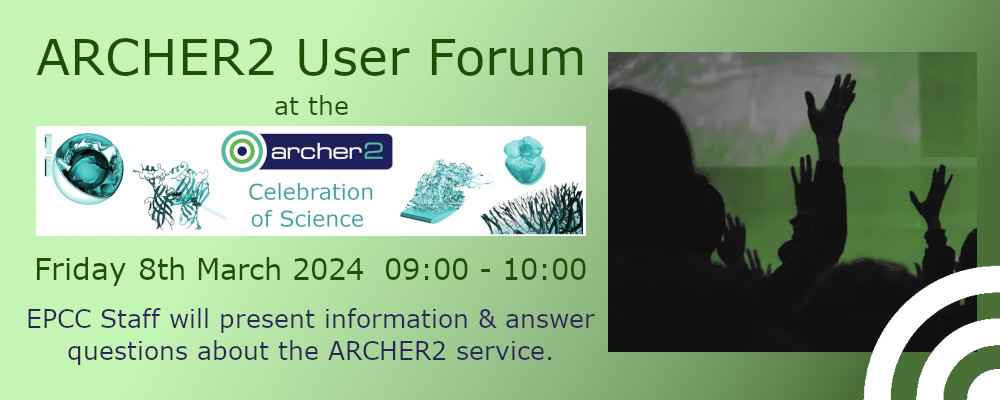 ARCHER2 User Forum
at the
archer2
Celebration
of Science
Friday 8th March 2024 09:00 - 10:00
EPCC Staff will present information & answer
questions about the ARCHER2 service.